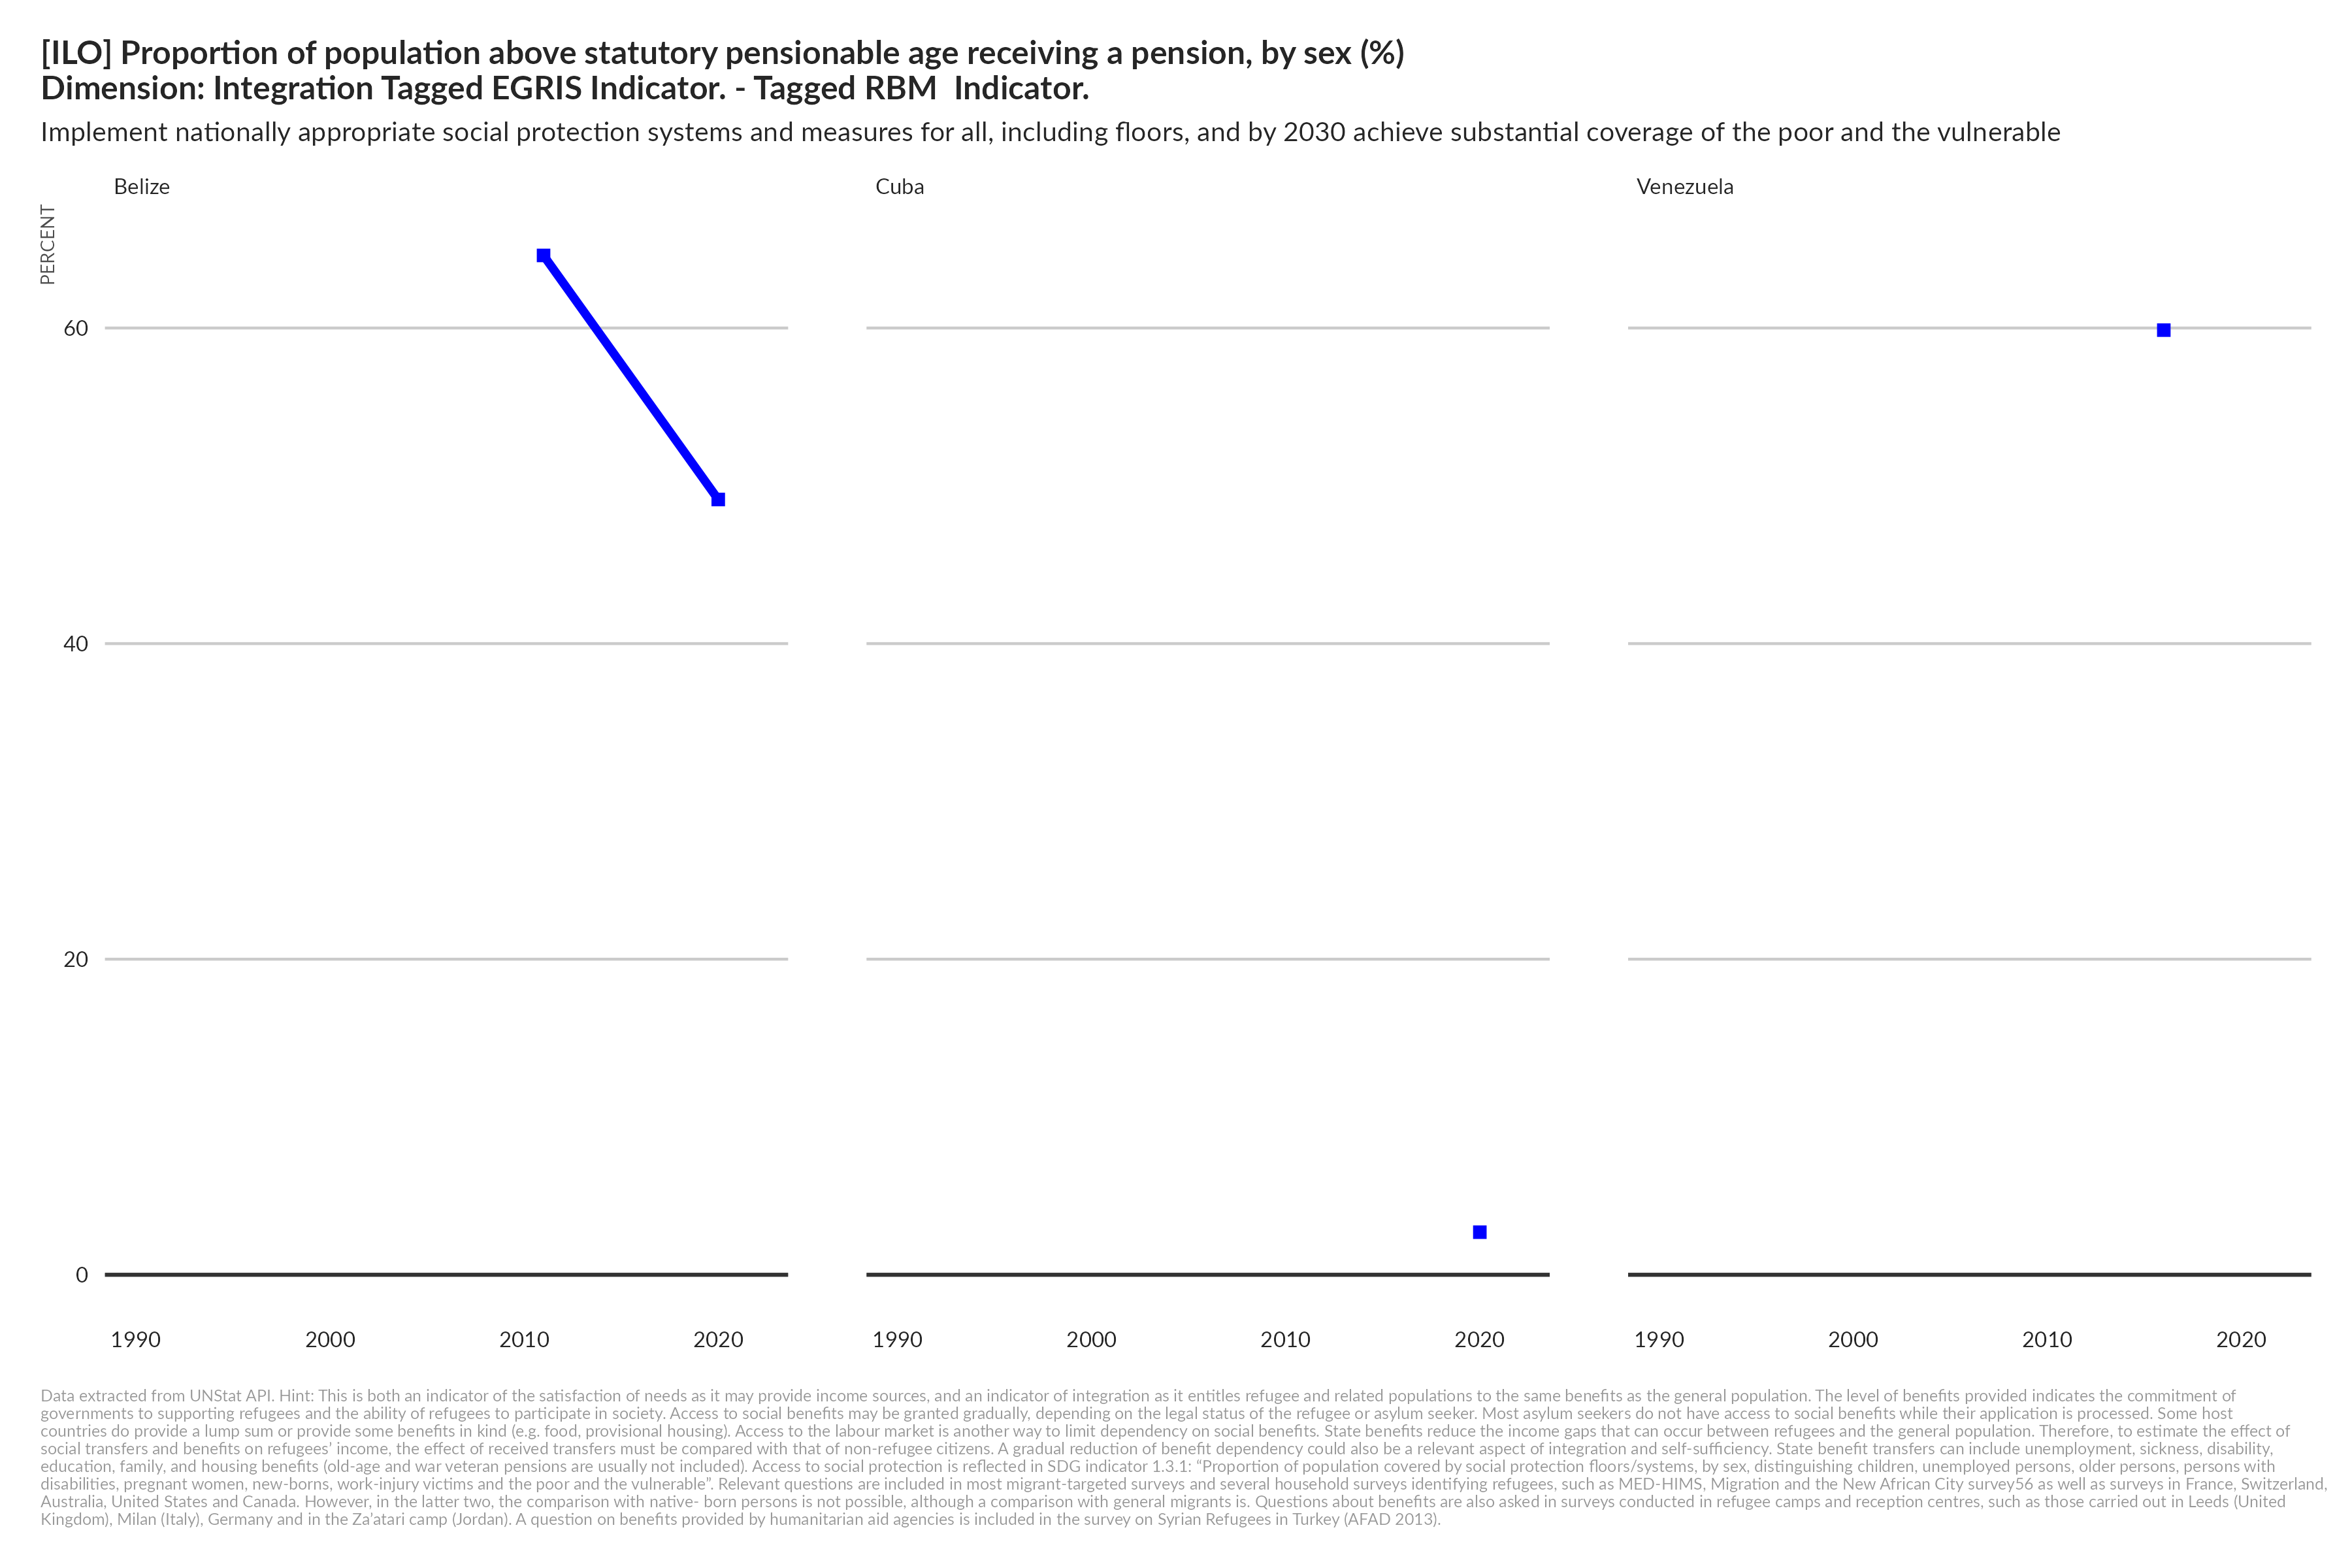 [ILO] Proportion of population above statutory pensionable age receiving a pension, by sex (%)
Dimension: Integration Tagged EGRIS Indicator. - Tagged RBM  Indicator.
Implement nationally appropriate social protection systems and measures for all, including floors, and by 2030 achieve substantial coverage of the poor and the vulnerable
Belize
Cuba
Venezuela
PERCENT
60
40
20
0
1990 2000 2010 2020
1990 2000 2010 2020
1990 2000 2010 2020
Data extracted from UNStat API. Hint: This is both an indicator of the satisfaction of needs as it may provide income sources, and an indicator of integration as it entitles refugee and related populations to the same benefits as the general population. The level of benefits provided indicates the commitment of
governments to supporting refugees and the ability of refugees to participate in society. Access to social benefits may be granted gradually, depending on the legal status of the refugee or asylum seeker. Most asylum seekers do not have access to social benefits while their application is processed. Some host
countries do provide a lump sum or provide some benefits in kind (e.g. food, provisional housing). Access to the labour market is another way to limit dependency on social benefits. State benefits reduce the income gaps that can occur between refugees and the general population. Therefore, to estimate the effect of
social transfers and benefits on refugees' income, the effect of received transfers must be compared with that of non-refugee citizens. A gradual reduction of benefit dependency could also be a relevant aspect of integration and self-sufficiency. State benefit transfers can include unemployment, sickness, disability,
education, family, and housing benefits (old-age and war veteran pensions are usually not included). Access to social protection is reflected in SDG indicator 1.3.1: “Proportion of population covered by social protection floors/systems, by sex, distinguishing children, unemployed persons, older persons, persons with
disabilities, pregnant women, new-borns, work-injury victims and the poor and the vulnerable”. Relevant questions are included in most migrant-targeted surveys and several household surveys identifying refugees, such as MED-HIMS, Migration and the New African City survey56 as well as surveys in France, Switzerland,
Australia, United States and Canada. However, in the latter two, the comparison with native- born persons is not possible, although a comparison with general migrants is. Questions about benefits are also asked in surveys conducted in refugee camps and reception centres, such as those carried out in Leeds (United
Kingdom), Milan (Italy), Germany and in the Za'atari camp (Jordan). A question on benefits provided by humanitarian aid agencies is included in the survey on Syrian Refugees in Turkey (AFAD 2013).